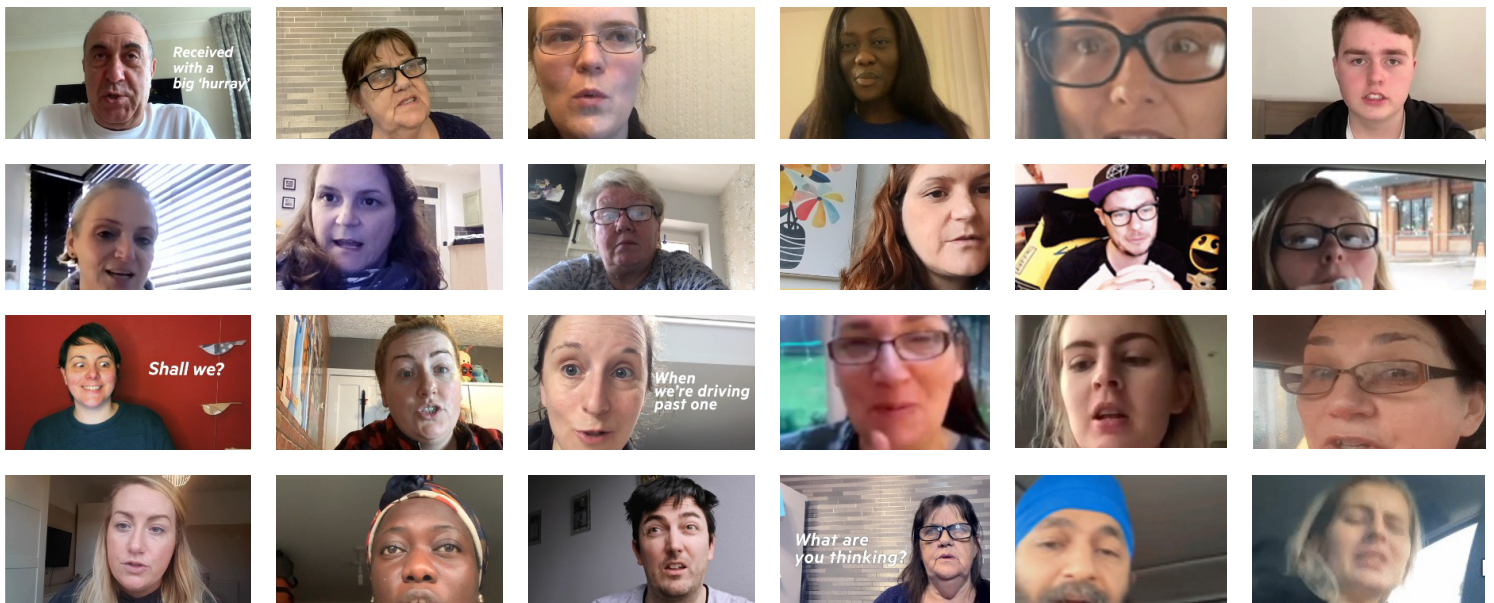 Received
with a
big ‘hurray’
Shall we?
When
we're driving
past one
What are
you thinking?